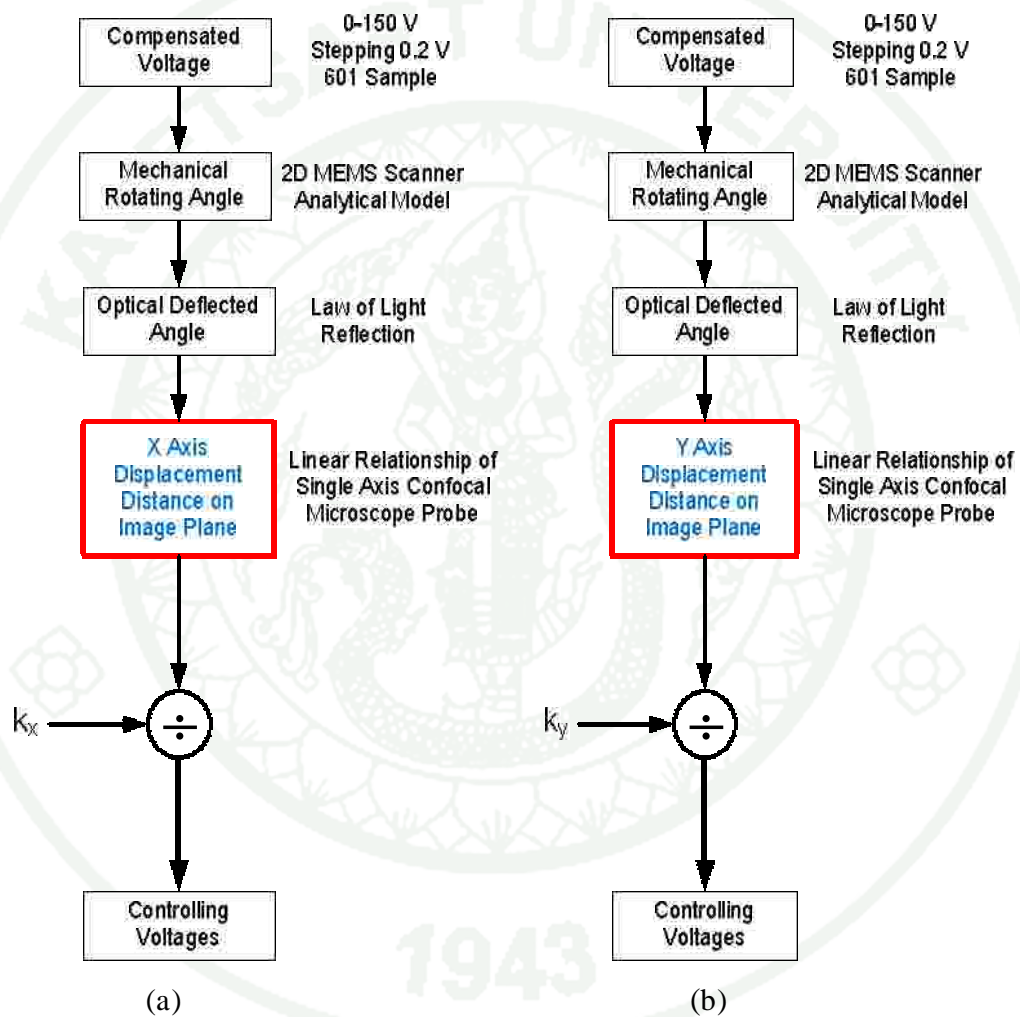 Compensated
Voltage
0-150 V
Stepping 0.2 V
601 Sample
Mechanical
Rotating Angle
2D MEMS Scanner
Analytical Model
Optical Deflected
Angle
Law of Light
Reflection
X Axis
Displacement
Distance on
Image Plane
Linear Relationship of
Single Axis Confocal
Microscope Probe
kx
÷
Controlling
Voltages
(a)
Compensated
Voltage
0-150 V
Stepping 0.2 V
601 Sample
Mechanical
Rotating Angle
2D MEMS Scanner
Analytical Model
Optical Deflected
Angle
Law of Light
Reflection
Y Axis
Displacement
Distance on
Image Plane
Linear Relationship of
Single Axis Confocal
Microscope Probe
ky
÷
Controlling
Voltages
(b)
KASETSART UNIVERSITY
1943